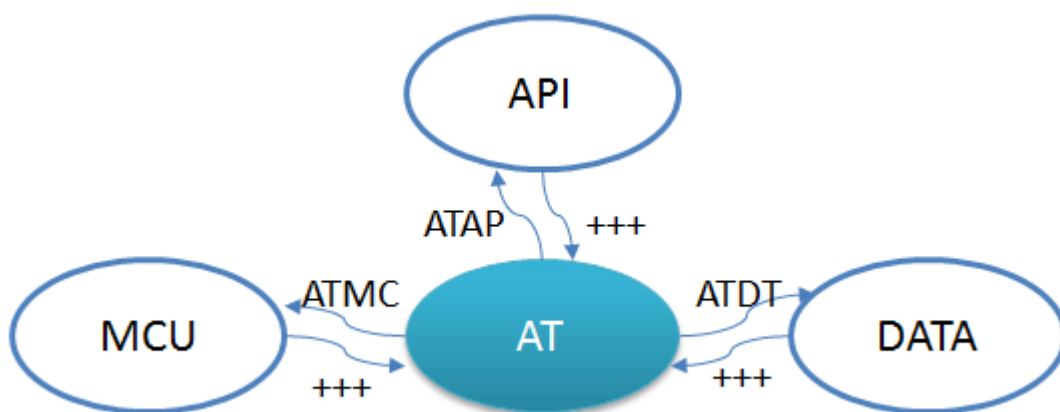 API
ATAP
+++
ATMC
ATDT
MCU
AT
DATA
+++
+++